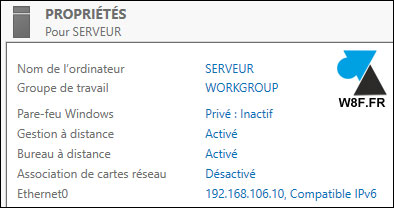 PROPRIÉTÉS
Pour SERVEUR
Nom de l'ordinateur SERVEUR
Groupe de travail WORKGROUP
W8F.FR
Pare-feu Windows Privé : Inactif
Gestion à distance Activé
Bureau à distance Activé
Association de cartes réseau Désactivé
Ethernet0 192.168.106.10, Compatible IPv6